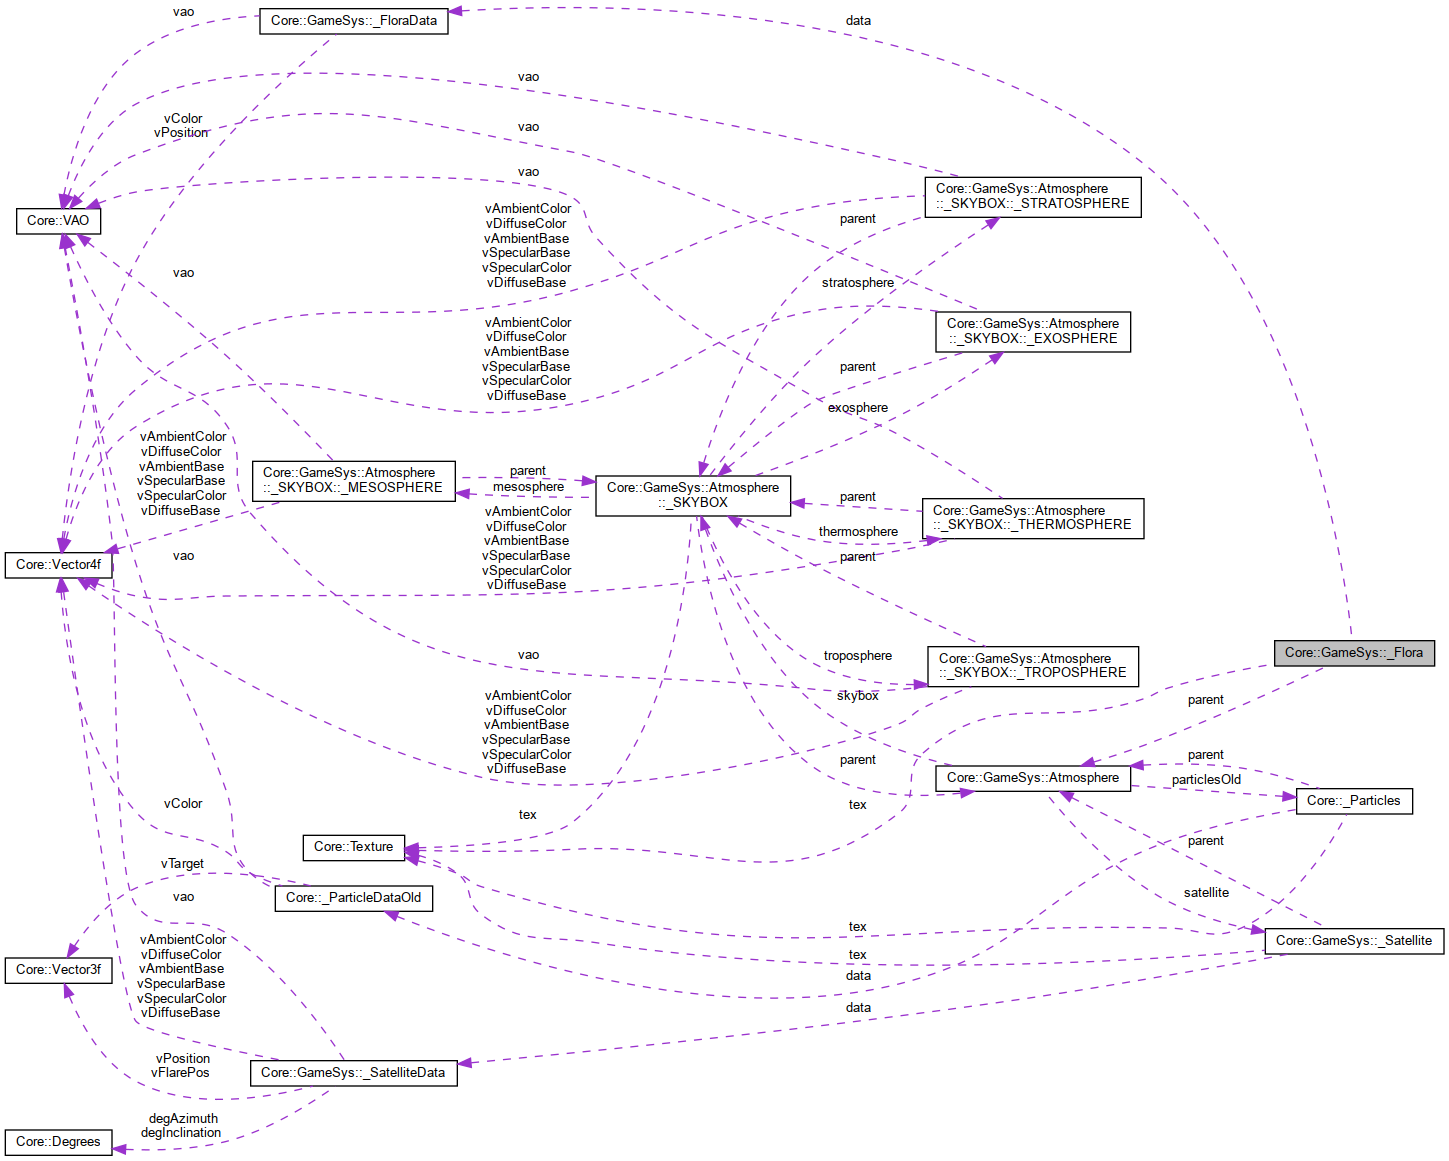 vao
Core::GameSys::_FloraData
data
vao
vColor
vPosition
vao
vao
Core::GameSys::Atmosphere
::_SKYBOX::_STRATOSPHERE
Core::VAO
vAmbientColor
vDiffuseColor
vAmbientBase
vSpecularBase
vSpecularColor
vDiffuseBase
parent
vao
stratosphere
Core::GameSys::Atmosphere
::_SKYBOX::_EXOSPHERE
vAmbientColor
vDiffuseColor
vAmbientBase
vSpecularBase
vSpecularColor
vDiffuseBase
parent
exosphere
vAmbientColor
vDiffuseColor
vAmbientBase
vSpecularBase
vSpecularColor
vDiffuseBase
Core::GameSys::Atmosphere
::_SKYBOX::_MESOSPHERE
parent
mesosphere
Core::GameSys::Atmosphere
::_SKYBOX
parent
Core::GameSys::Atmosphere
::_SKYBOX::_THERMOSPHERE
vAmbientColor
vDiffuseColor
vAmbientBase
vSpecularBase
vSpecularColor
vDiffuseBase
thermosphere
parent
vao
Core::Vector4f
Core::GameSys::_Flora
vao
troposphere
Core::GameSys::Atmosphere
::_SKYBOX::_TROPOSPHERE
skybox
parent
vAmbientColor
vDiffuseColor
vAmbientBase
vSpecularBase
vSpecularColor
vDiffuseBase
parent
Core::GameSys::Atmosphere
parent
particlesOld
Core::_Particles
vColor
tex
tex
Core::Texture
parent
vTarget
vao
Core::_ParticleDataOld
satellite
tex
tex
Core::GameSys::_Satellite
vAmbientColor
vDiffuseColor
vAmbientBase
vSpecularBase
vSpecularColor
vDiffuseBase
Core::Vector3f
data
data
vPosition
vFlarePos
Core::GameSys::_SatelliteData
degAzimuth
degInclination
Core::Degrees